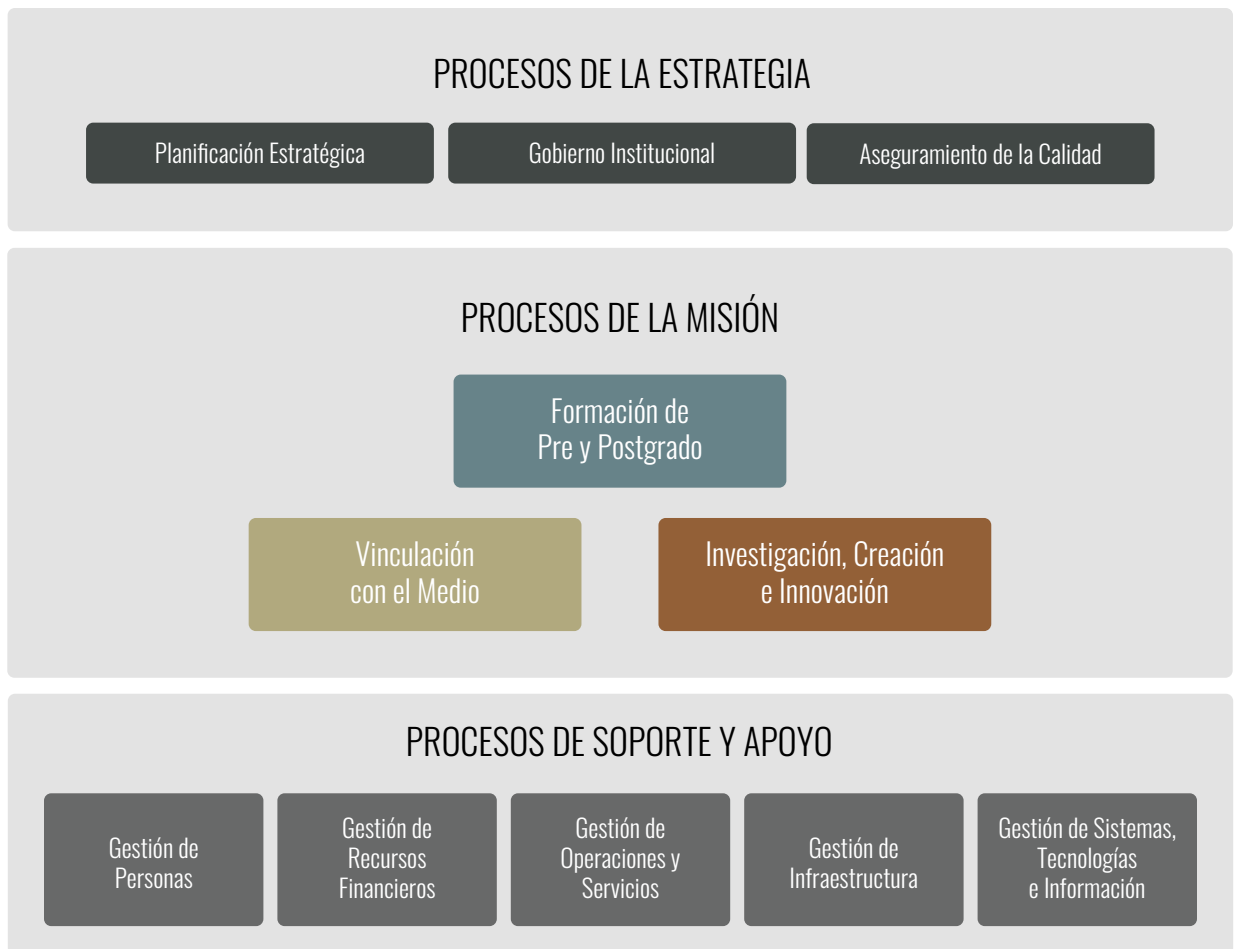 PROCESOS DE LA ESTRATEGIA
Planificación Estratégica
Gobierno Institucional
Aseguramiento de la Calidad
PROCESOS DE LA MISIÓN
Formación de
Pre y Postgrado
Vinculación
con el Medio
Investigación, Creación
e Innovación
PROCESOS DE SOPORTE Y APOYO
Gestión de
Personas
Gestión de
Recursos
Financieros
Gestión de
Operaciones y
Servicios
Gestión de
Infraestructura
Gestión de Sistemas,
Tecnologías
e Información